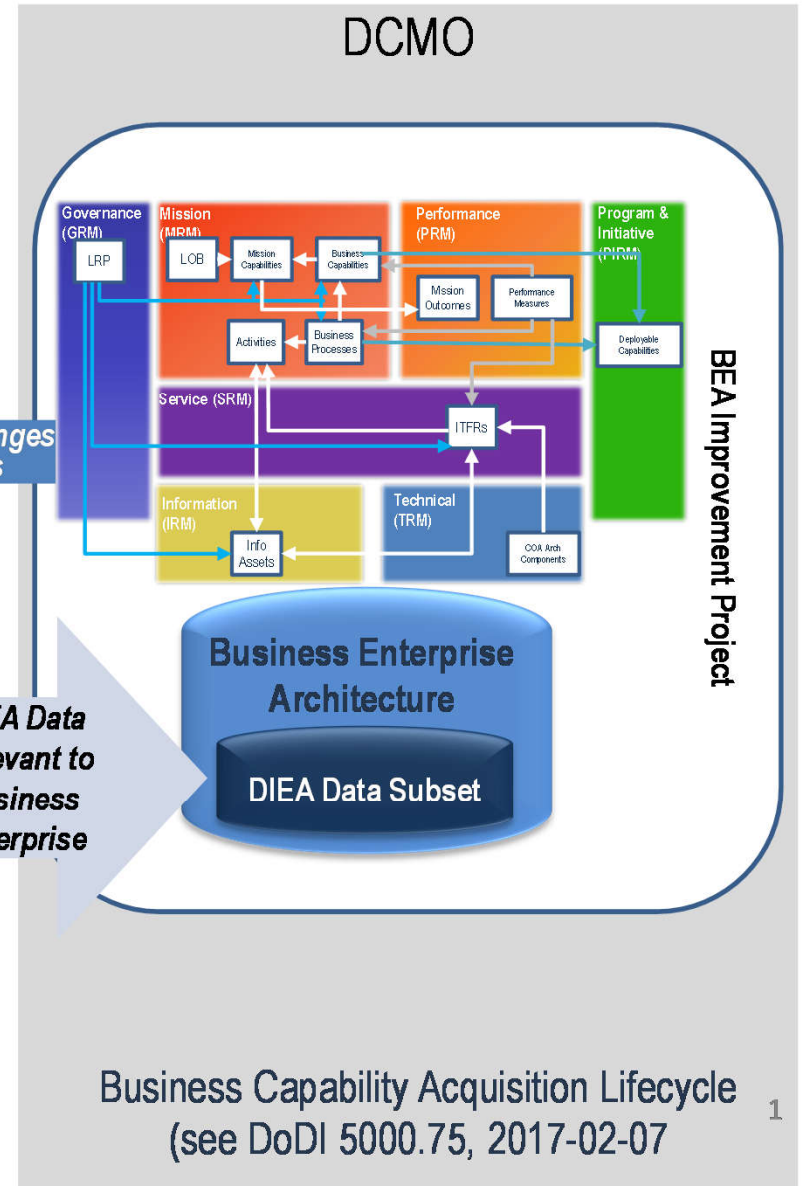 DCMO
Governance
(GRM)
LRP
Mission
(MRM)
LOB
Mission
Capabilities
Business
Capabilities
Activities
Business
Processes
Performance
(PRM)
Mission
Outcomes
Performance
Measures
Program &
Initiative
(PIRM)
Deployable
Capabilities
Service (SRM)
ITFRs
Information
(IRM)
Info
Assets
Technical
(TRM)
COA Arch
Components
BEA Improvement Project
nges
s
Business Enterprise
Architecture
DIEA Data Subset
EA Data
evant to
siness
erprise
Business Capability Acquisition Lifecycle
(see DoDI 5000.75, 2017-02-07
1